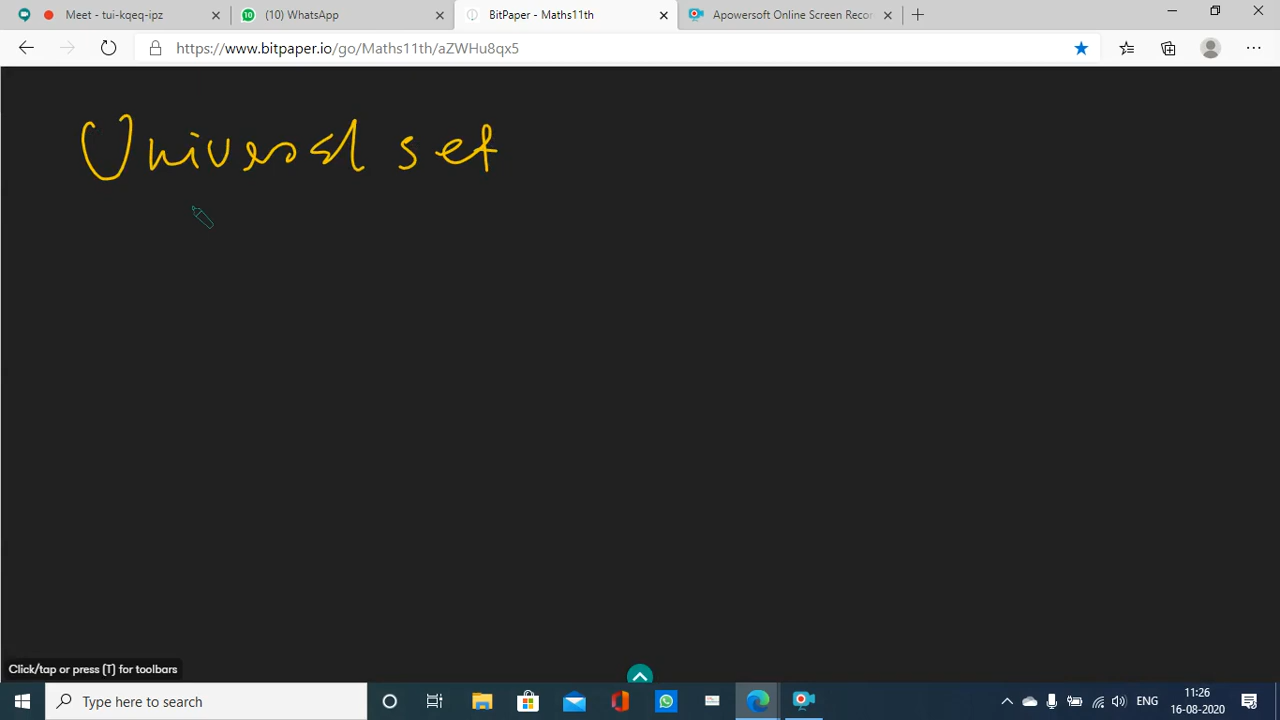 Meet - tui-kqeq-ipz
(10) WhatsApp
BitPaper - Maths11th
Apowersoft Online Screen Recor
https://www.bitpaper.io/go/Maths11th/aZWHu8qx5
Universal set
Click/tap or press [T] for toolbars
Type here to search
ENG
11:26
16-08-2020